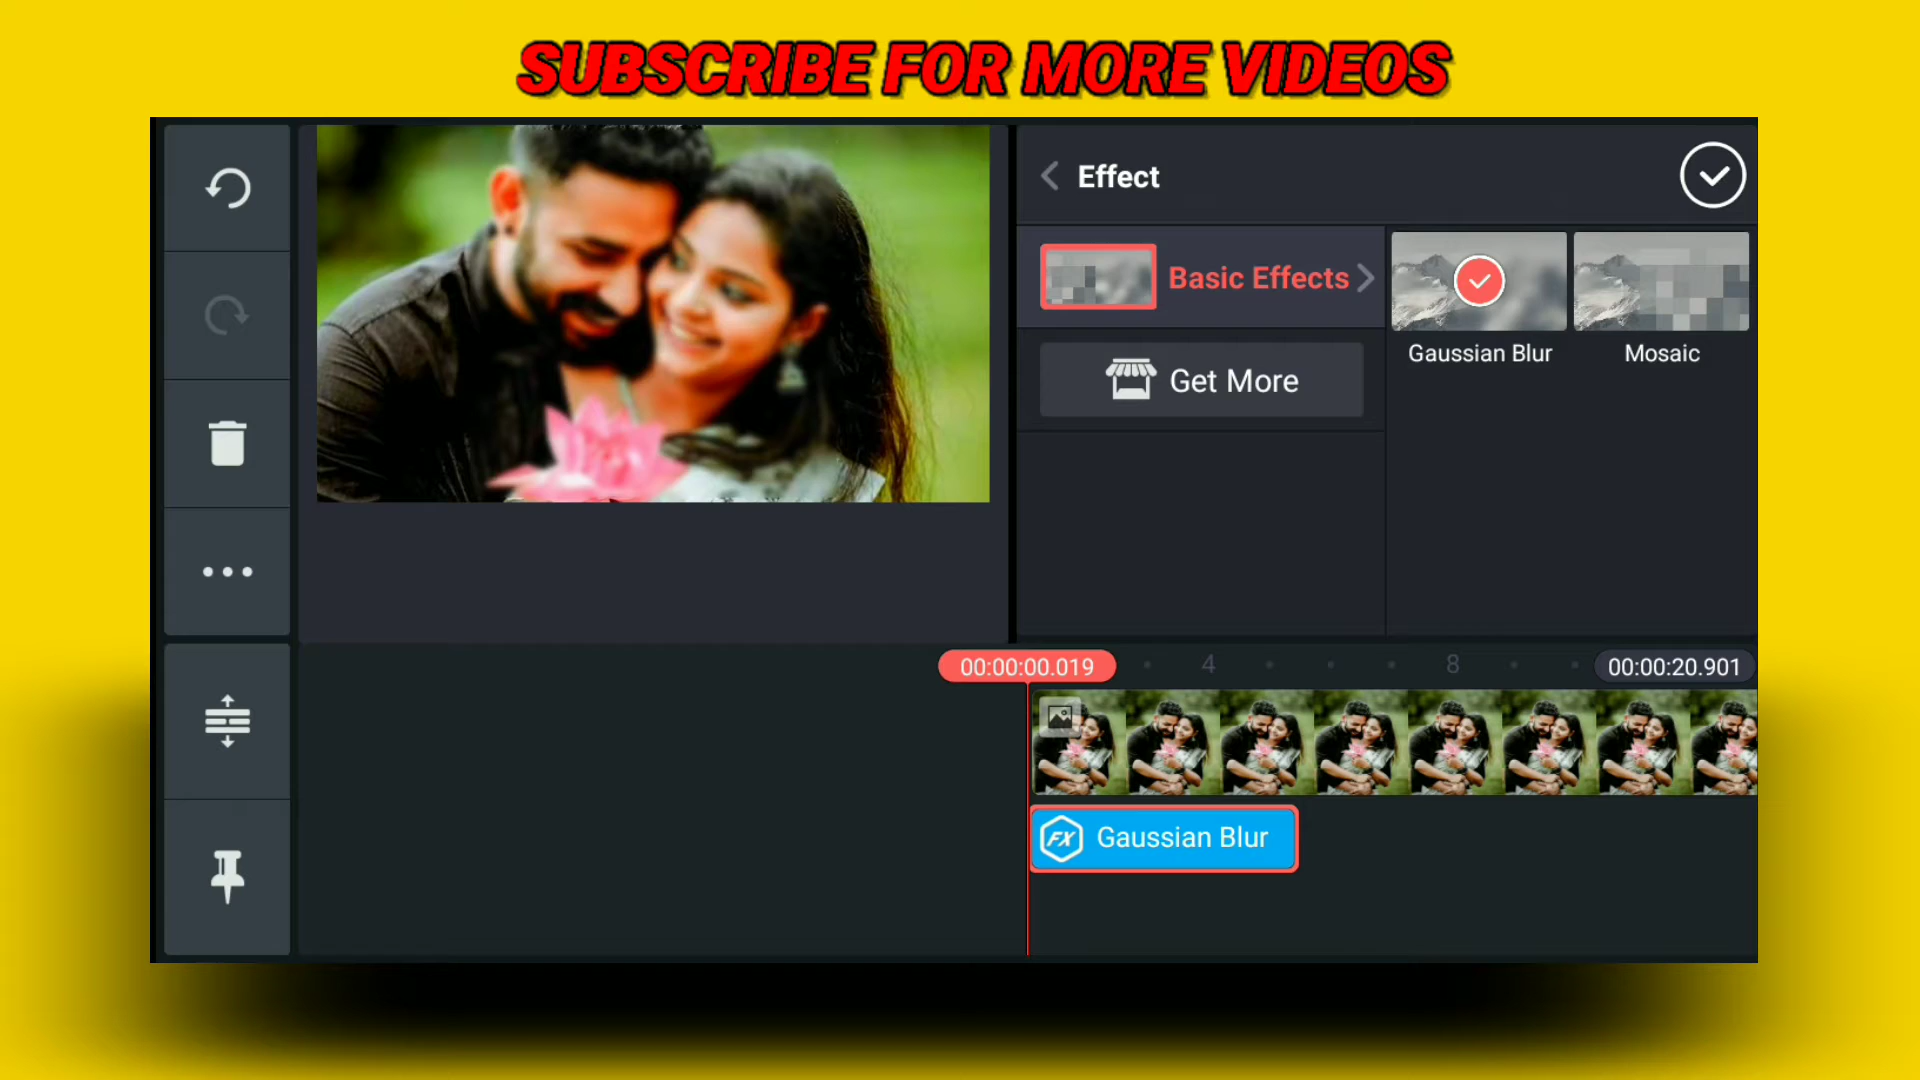 SUBSCRIBE FOR MORE VIDEOS
Effect
Basic Effects
Get More
Gaussian Blur
Mosaic
00:00:00.019
4
8
00:00:20.901
FX Gaussian Blur